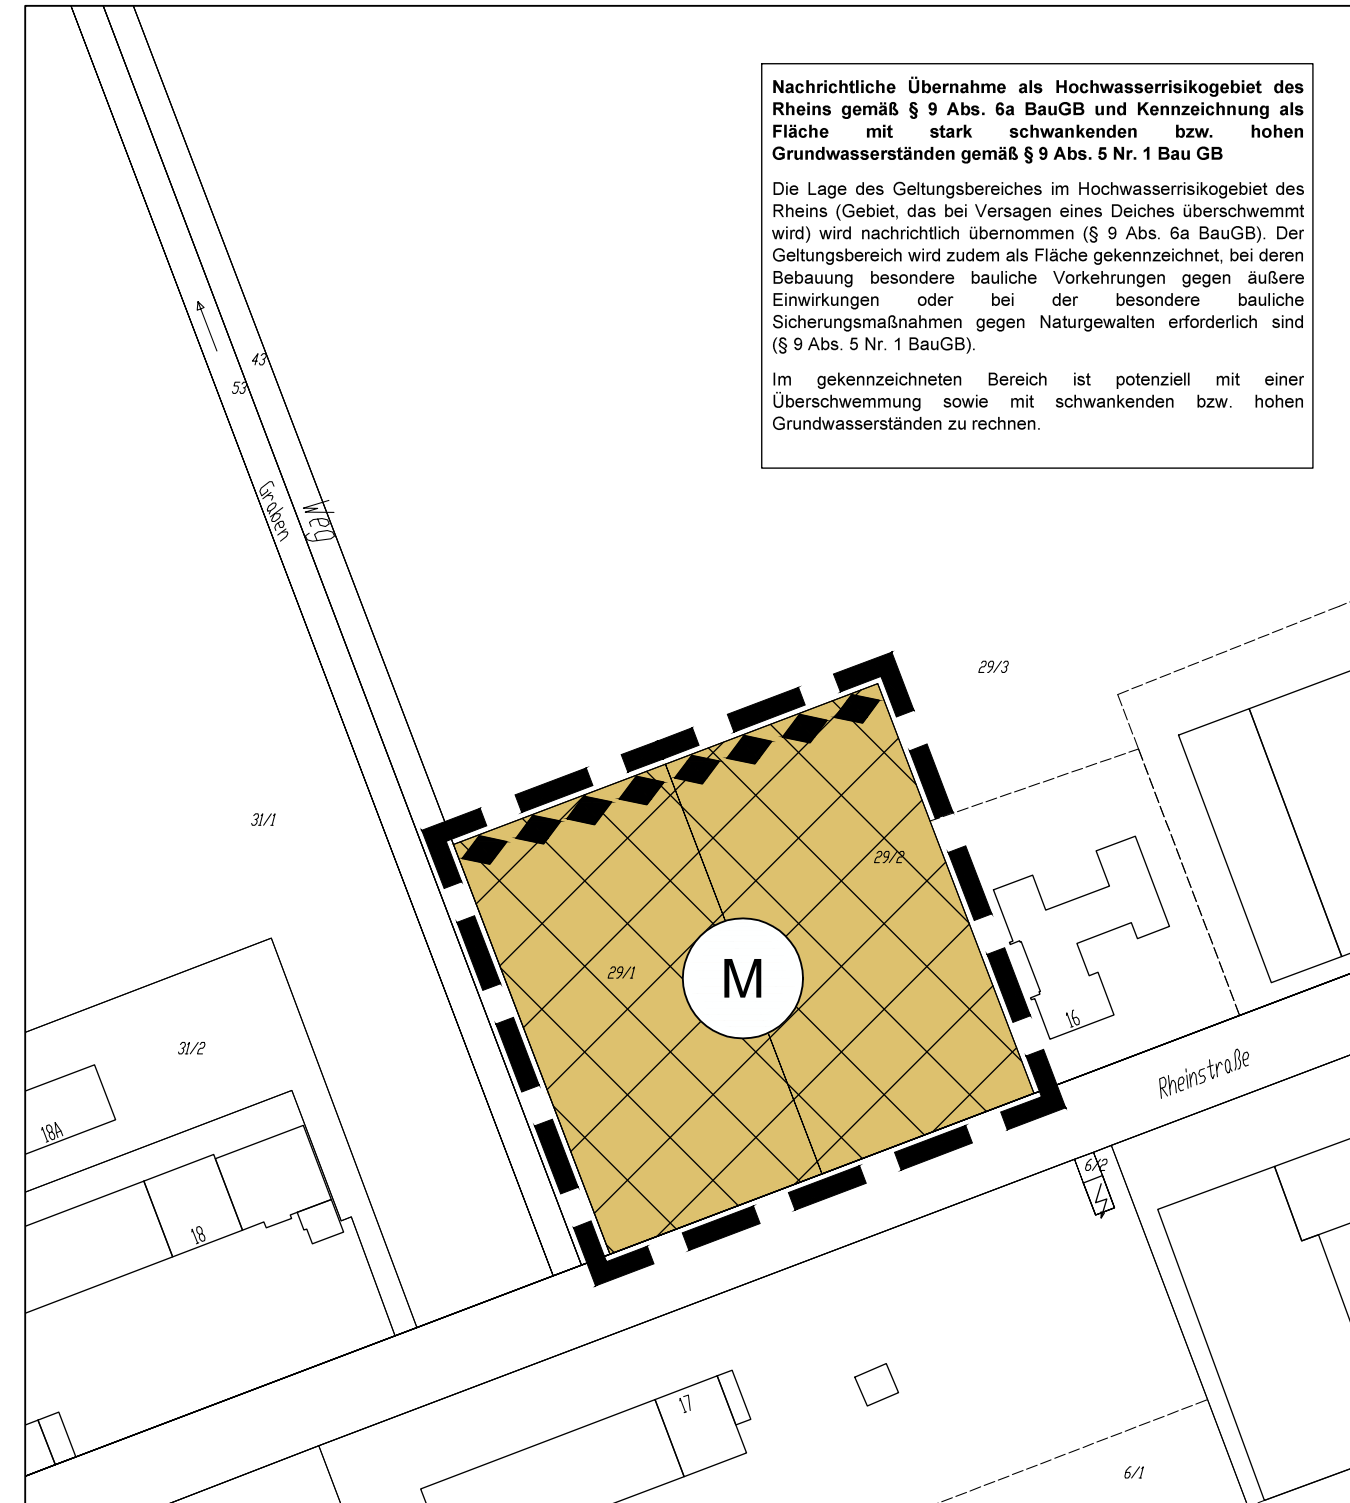 Nachrichtliche Übernahme als Hochwasserrisikogebiet des
Rheins gemäß § 9 Abs. 6a BauGB und Kennzeichnung als
Fläche mit stark schwankenden bzw. hohen
Grundwasserständen gemäß § 9 Abs. 5 Nr. 1 Bau GB
Die Lage des Geltungsbereiches im Hochwasserrisikogebiet des
Rheins (Gebiet, das bei Versagen eines Deiches überschwemmt
wird) wird nachrichtlich übernommen (§ 9 Abs. 6a BauGB). Der
Geltungsbereich wird zudem als Fläche gekennzeichnet, bei deren
Bebauung besondere bauliche Vorkehrungen gegen äußere
Einwirkungen oder bei der besondere bauliche
Sicherungsmaßnahmen gegen Naturgewalten erforderlich sind
(§ 9 Abs. 5 Nr. 1 BauGB).
Im gekennzeichneten Bereich ist potenziell mit einer
Überschwemmung sowie mit schwankenden bzw. hohen
Grundwasserständen zu rechnen.
43
53
Graben
Weg
29/3
31/1
29/2
29/1
M
16
31/2
18A
Rheinstraße
6/2
18
17
6/1